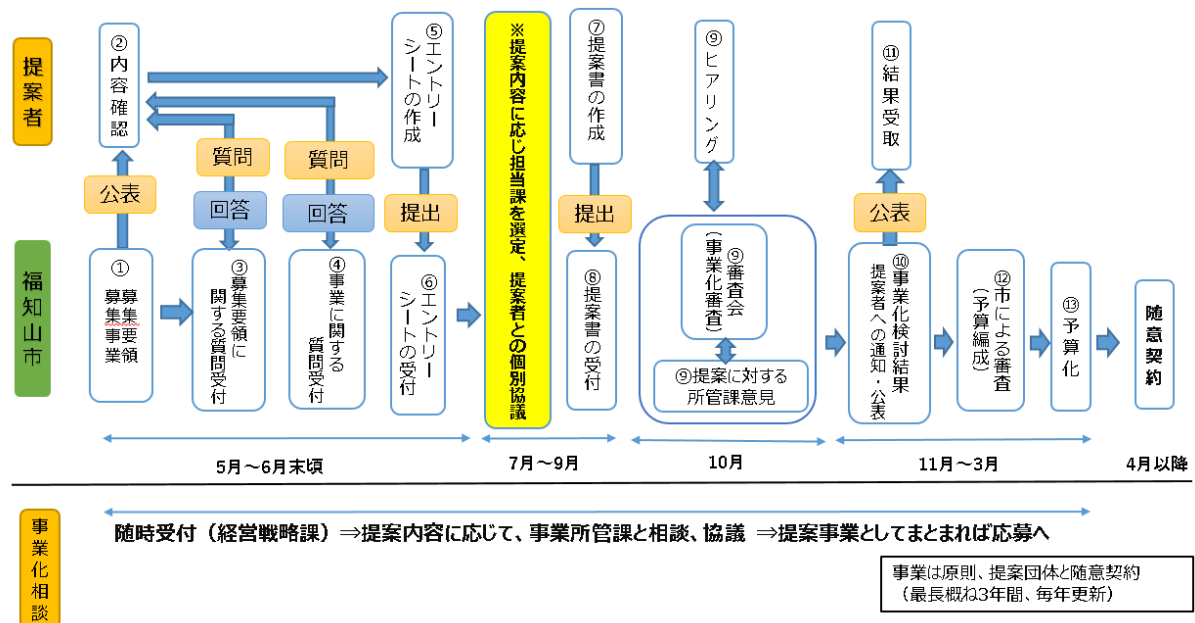 提案者
②内容確認
⑤エントリー
シートの作成
※提案内容に応じ担当課を選定、提案者との個別協議
⑦提案書の作成
⑨ヒアリング
⑪結果受取
公表
質問
回答
質問
回答
提出
提出
公表
福知山市
①
募集要領
募集事業
③募集要領に
関する質問受付
④事業に関する
質問受付
⑥エントリー
シートの受付
⑧提案書の受付
⑨審査会
(事業化審査)
⑨提案に対する
所管課意見
⑩事業化検討結果
提案者への通知・公表
⑫市による審査
(予算編成)
⑬予算化
随意契約
5月～6月末頃
7月～9月
10月
11月～3月
4月以降
事業化相談
随時受付（経営戦略課）⇒提案内容に応じて、事業所管課と相談、協議 ⇒提案事業としてまとまれば応募へ
事業は原則、提案団体と随意契約
（最長概ね3年間、毎年更新）